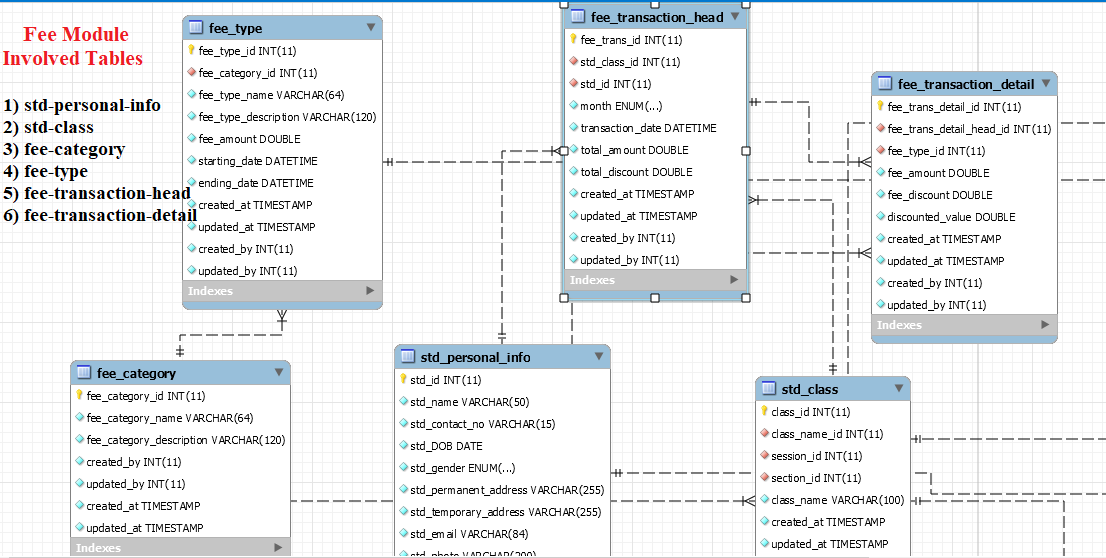 Fee Module
Involved Tables
1) std-personal-info
2) std-class
3) fee-category
4) fee-type
5) fee-transaction-head
6) fee-transaction-detail
fee_type
fee_type_id INT(11)
fee_category_id INT(11)
fee_type_name VARCHAR(64)
fee_type_description VARCHAR(120)
fee_amount DOUBLE
starting_date DATETIME
ending_date DATETIME
created_at TIMESTAMP
updated_at TIMESTAMP
created_by INT(11)
updated_by INT(11)
Indexes
fee_transaction_head
fee_trans_id INT(11)
std_class_id INT(11)
std_id INT(11)
month ENUM(...)
transaction_date DATETIME
total_amount DOUBLE
total_discount DOUBLE
created_at TIMESTAMP
updated_at TIMESTAMP
created_by INT(11)
updated_by INT(11)
Indexes
fee_transaction_detail
fee_trans_detail_id INT(11)
fee_trans_detail_head_id INT(11)
fee_type_id INT(11)
fee_amount DOUBLE
fee_discount DOUBLE
discounted_value DOUBLE
created_at TIMESTAMP
updated_at TIMESTAMP
created_by INT(11)
updated_by INT(11)
Indexes
fee_category
fee_category_id INT(11)
fee_category_name VARCHAR(64)
fee_category_description VARCHAR(120)
created_by INT(11)
updated_by INT(11)
created_at TIMESTAMP
updated_at TIMESTAMP
Indexes
std_personal_info
std_id INT(11)
std_name VARCHAR(50)
std_contact_no VARCHAR(15)
std_DOB DATE
std_gender ENUM(...)
std_permanent_address VARCHAR(255)
std_temporary_address VARCHAR(255)
std_email VARCHAR(84)
std_photo VARCHAR(200)
std_class
class_id INT(11)
class_name_id INT(11)
session_id INT(11)
section_id INT(11)
class_name VARCHAR(100)
created_at TIMESTAMP
updated_at TIMESTAMP